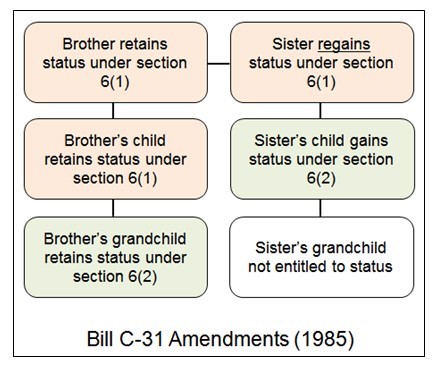 Brother retains
status under section
6(1)
Sister regains
status under section
6(1)
Brother's child
retains status under
section 6(1)
Sister's child gains
status under section
6(2)
Brother's grandchild
retains status under
section 6(2)
Sister's grandchild
not entitled to status
Bill C-31 Amendments (1985)